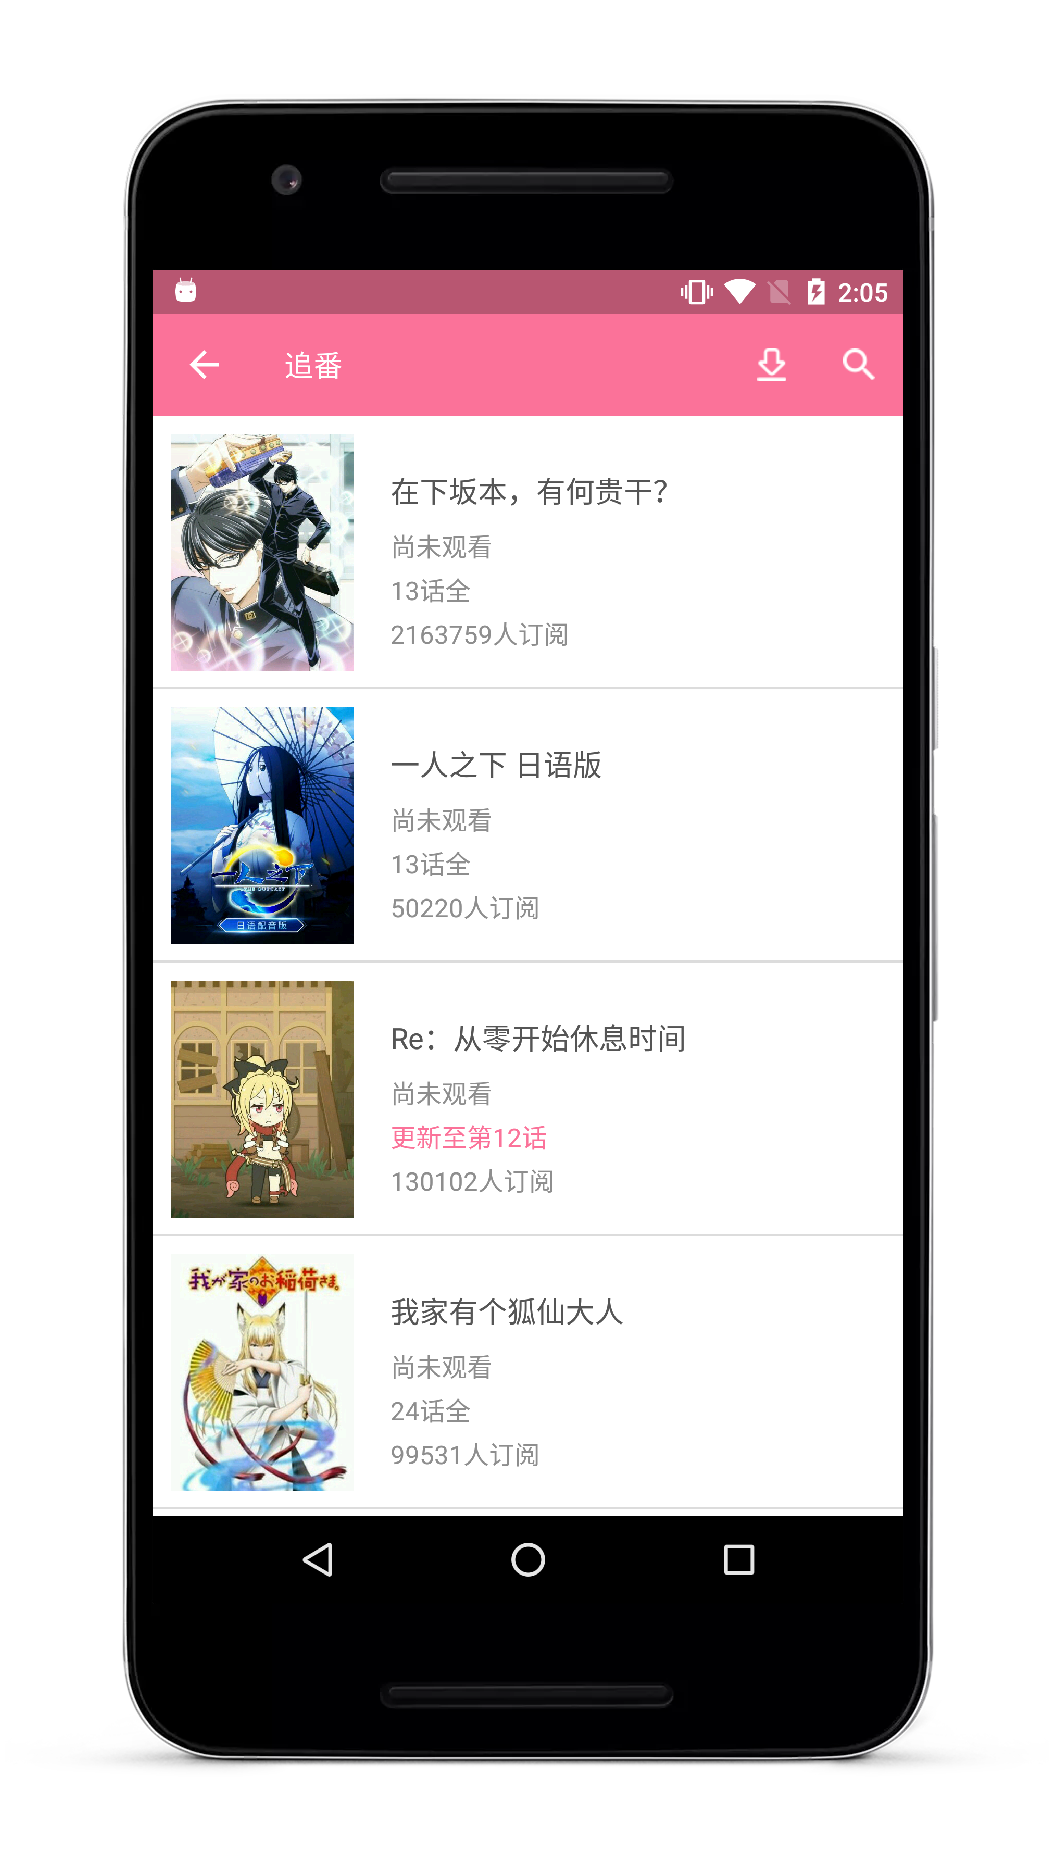 2:05
追番
在下坂本，有何贵干？
尚未观看
13话全
2163759人订阅
一人之下
THE OUTCAST
日语配音版
一人之下 日语版
尚未观看
13话全
50220人订阅
Re：从零开始休息时间
尚未观看
更新至第12话
130102人订阅
我が家のお稲荷さま。
我家有个狐仙大人
尚未观看
24话全
99531人订阅